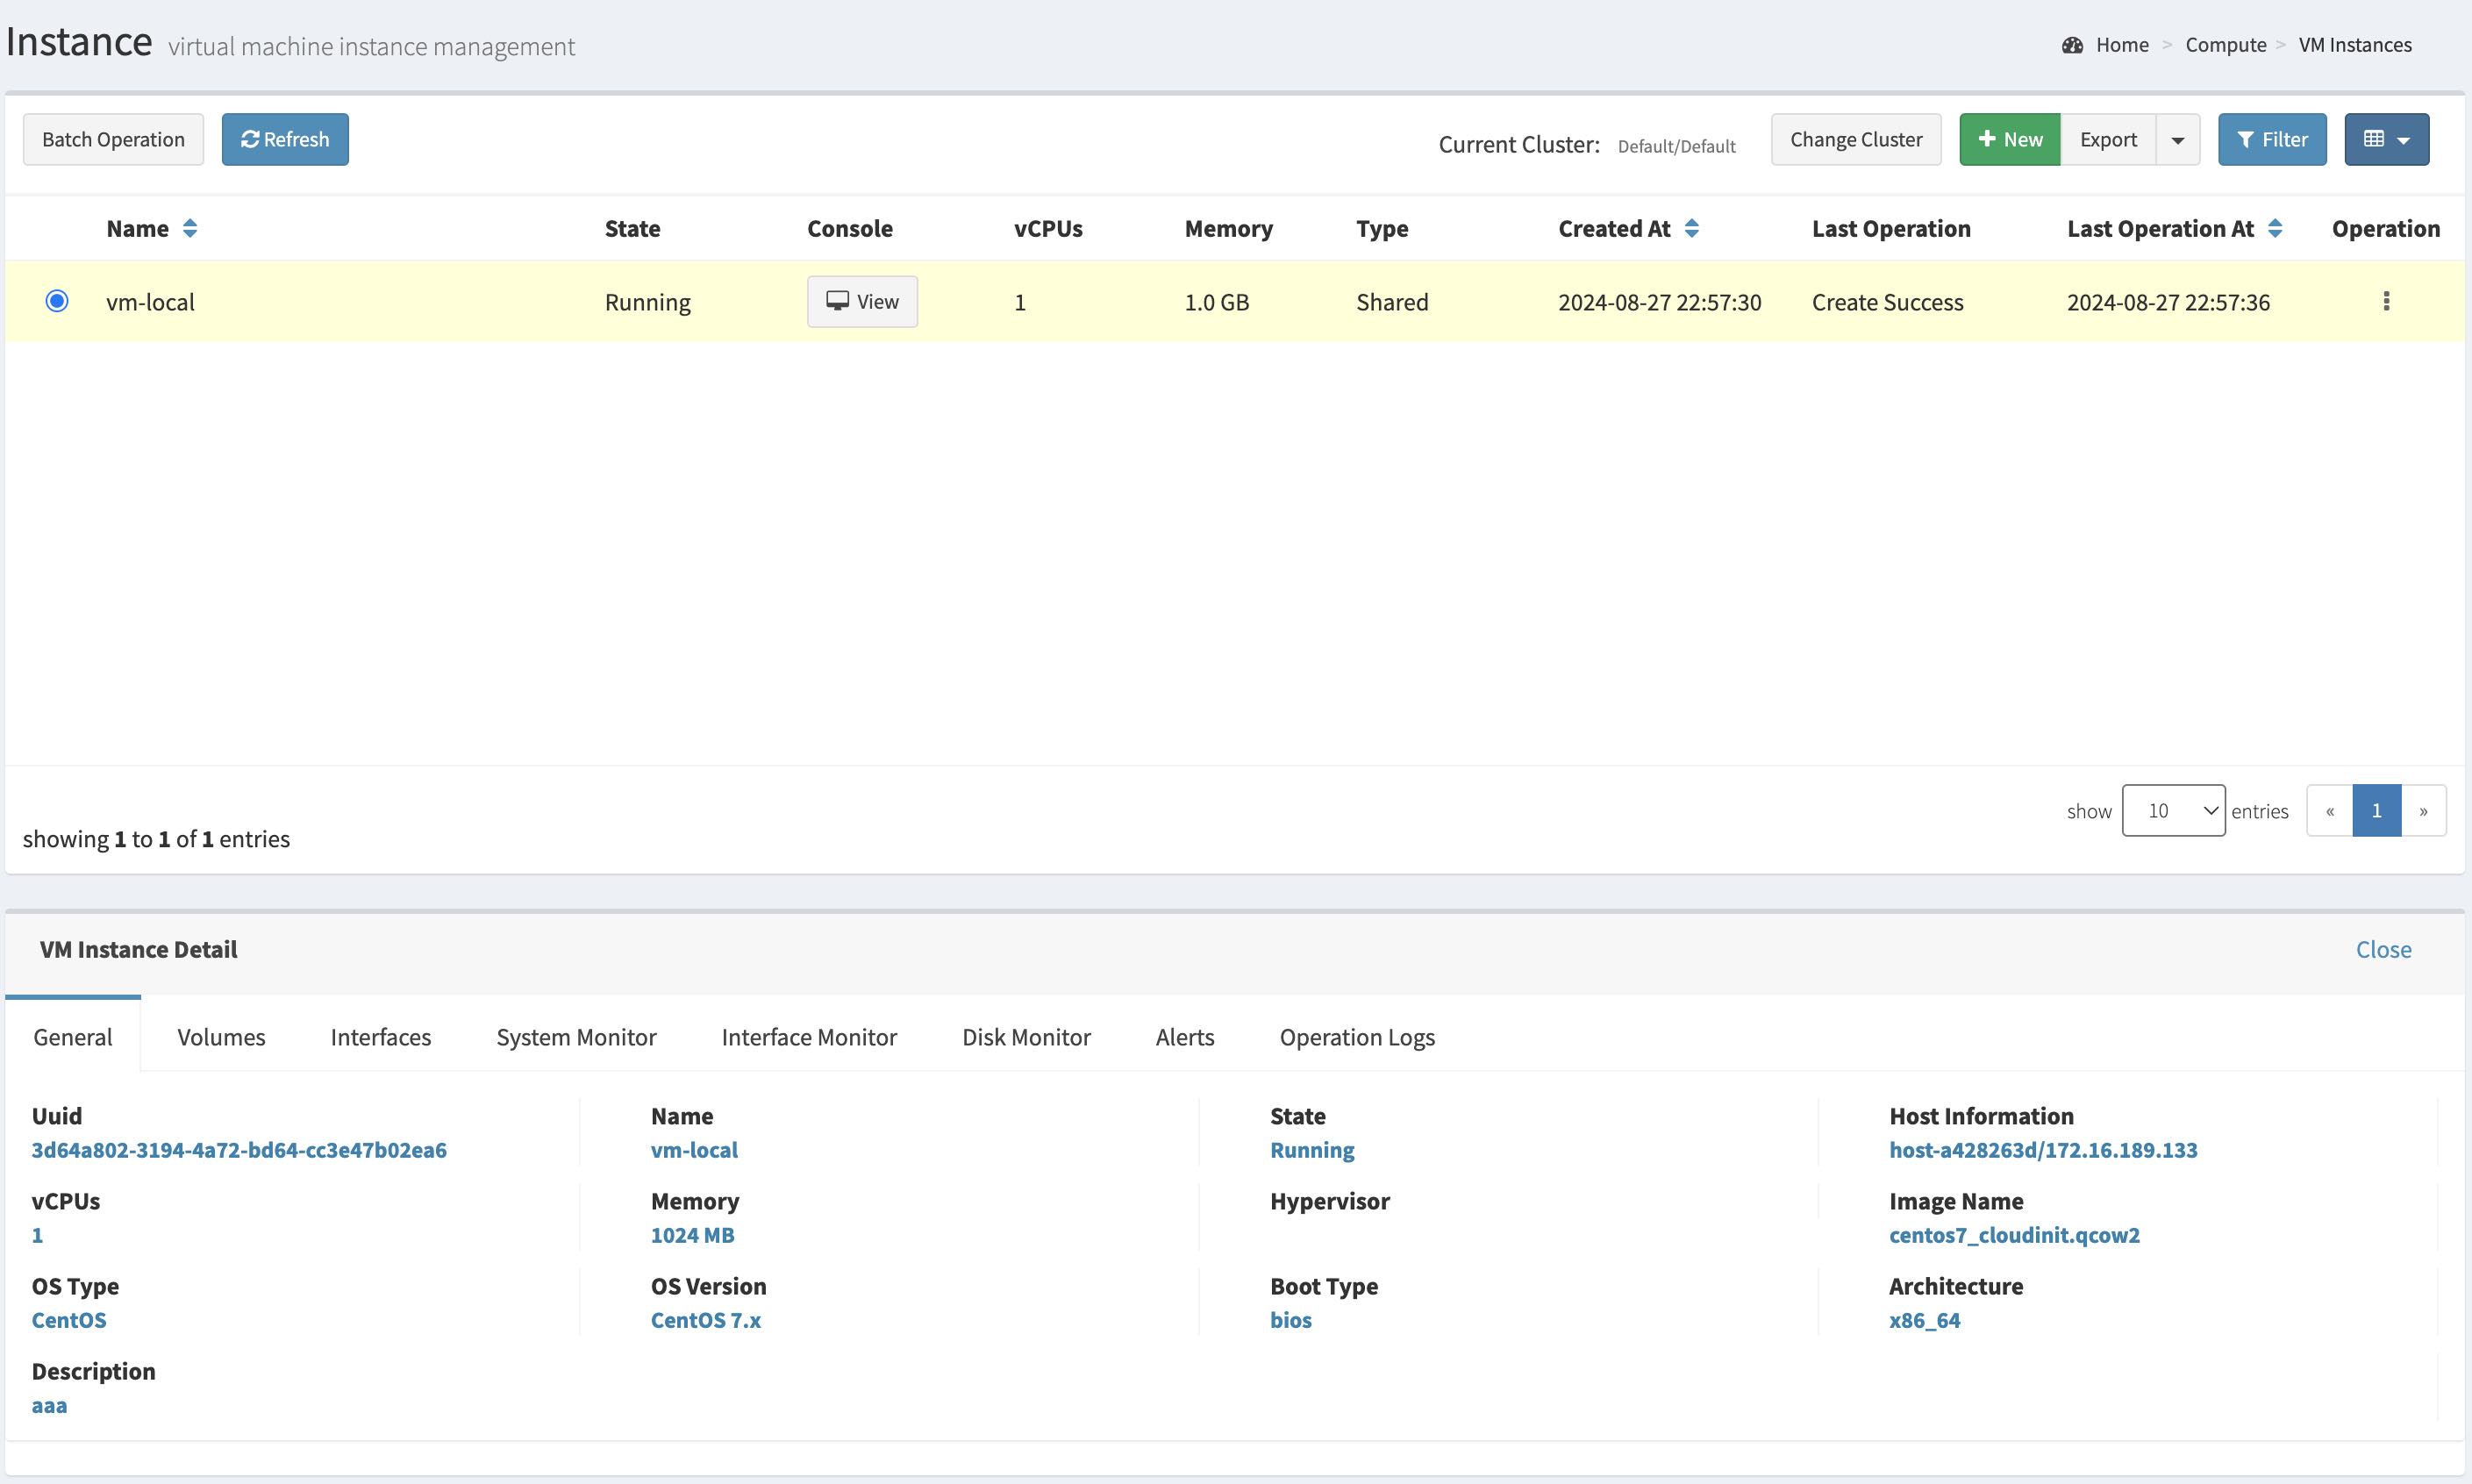 Instance virtual machine instance management
Home > Compute > VM Instances
Batch Operation Refresh Current Cluster: Default/Default Change Cluster New Export Filter
Name State Console vCPUs Memory Type Created At Last Operation Last Operation At Operation
vm-local Running View 1 1.0 GB Shared 2024-08-27 22:57:30 Create Success 2024-08-27 22:57:36
show 10 entries « 1 »
showing 1 to 1 of 1 entries
VM Instance Detail Close
General Volumes Interfaces System Monitor Interface Monitor Disk Monitor Alerts Operation Logs
Uuid Name State Host Information
3d64a802-3194-4a72-bd64-cc3e47b02ea6 vm-local Running host-a428263d/172.16.189.133
vCPUs Memory Hypervisor Image Name
1 1024 MB centos7_cloudinit.qcow2
OS Type OS Version Boot Type Architecture
CentOS CentOS 7.x bios x86_64
Description
aaa